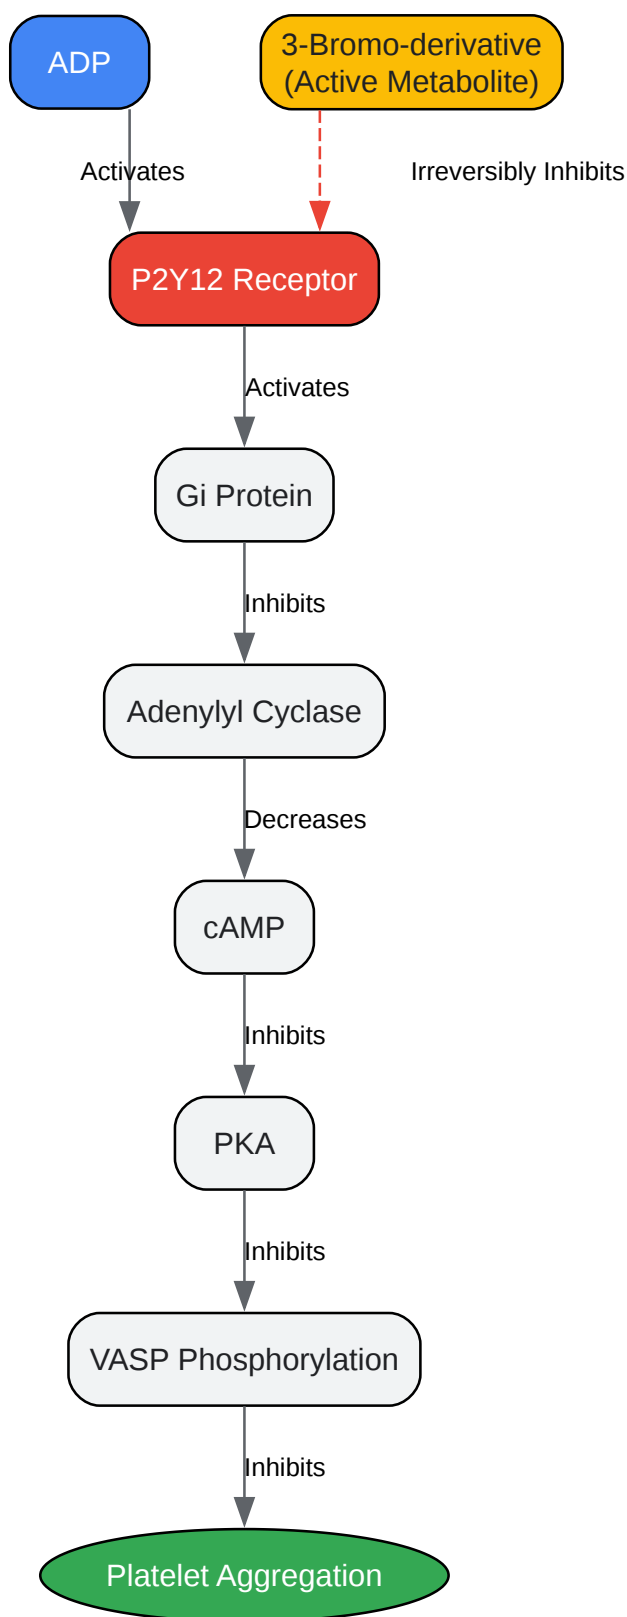 ADP
3-Bromo-derivative
(Active Metabolite)
Activates
Irreversibly Inhibits
P2Y12 Receptor
Activates
Gi Protein
Inhibits
Adenylyl Cyclase
Decreases
cAMP
Inhibits
PKA
Inhibits
VASP Phosphorylation
Inhibits
Platelet Aggregation